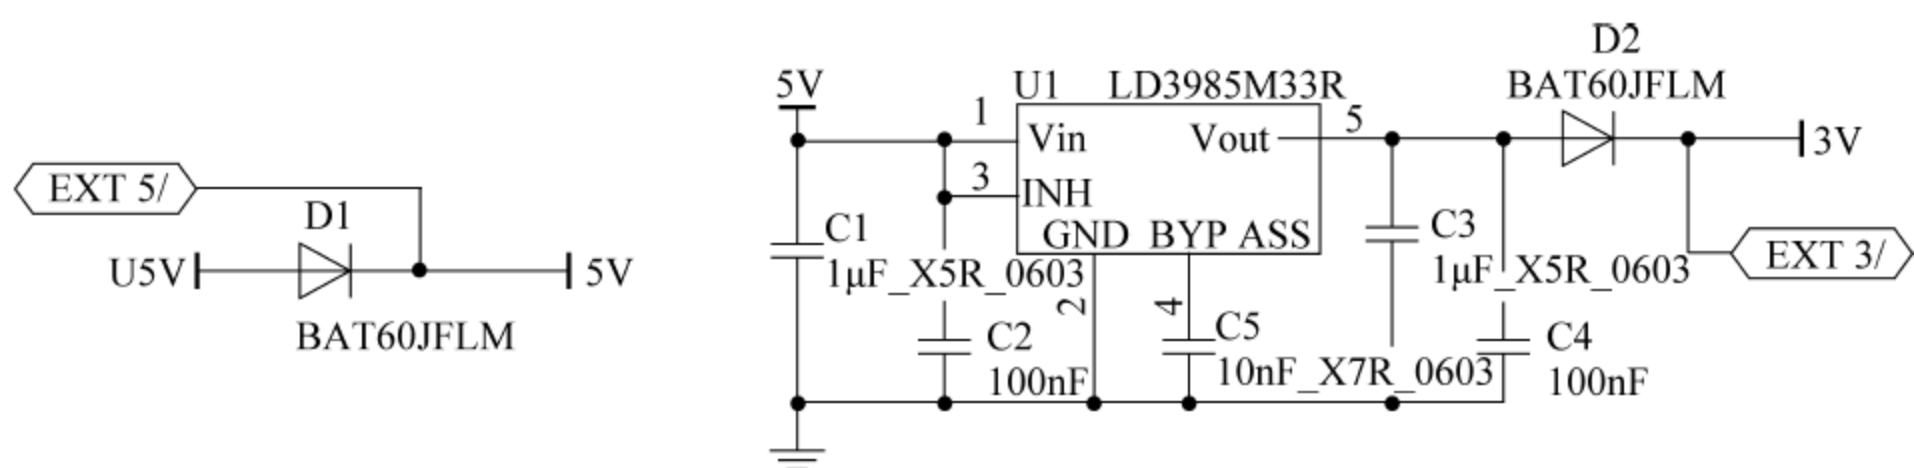 EXT 5/
D1
U5V
5V
BAT60JFLM
5V
U1 LD3985M33R
1
Vin
Vout
5
3
INH
GND BYP ASS
2
4
C1
1µF_X5R_0603
C2
100nF
C5
10nF_X7R_0603
C3
1µF_X5R_0603
C4
100nF
D2
BAT60JFLM
3V
EXT 3/